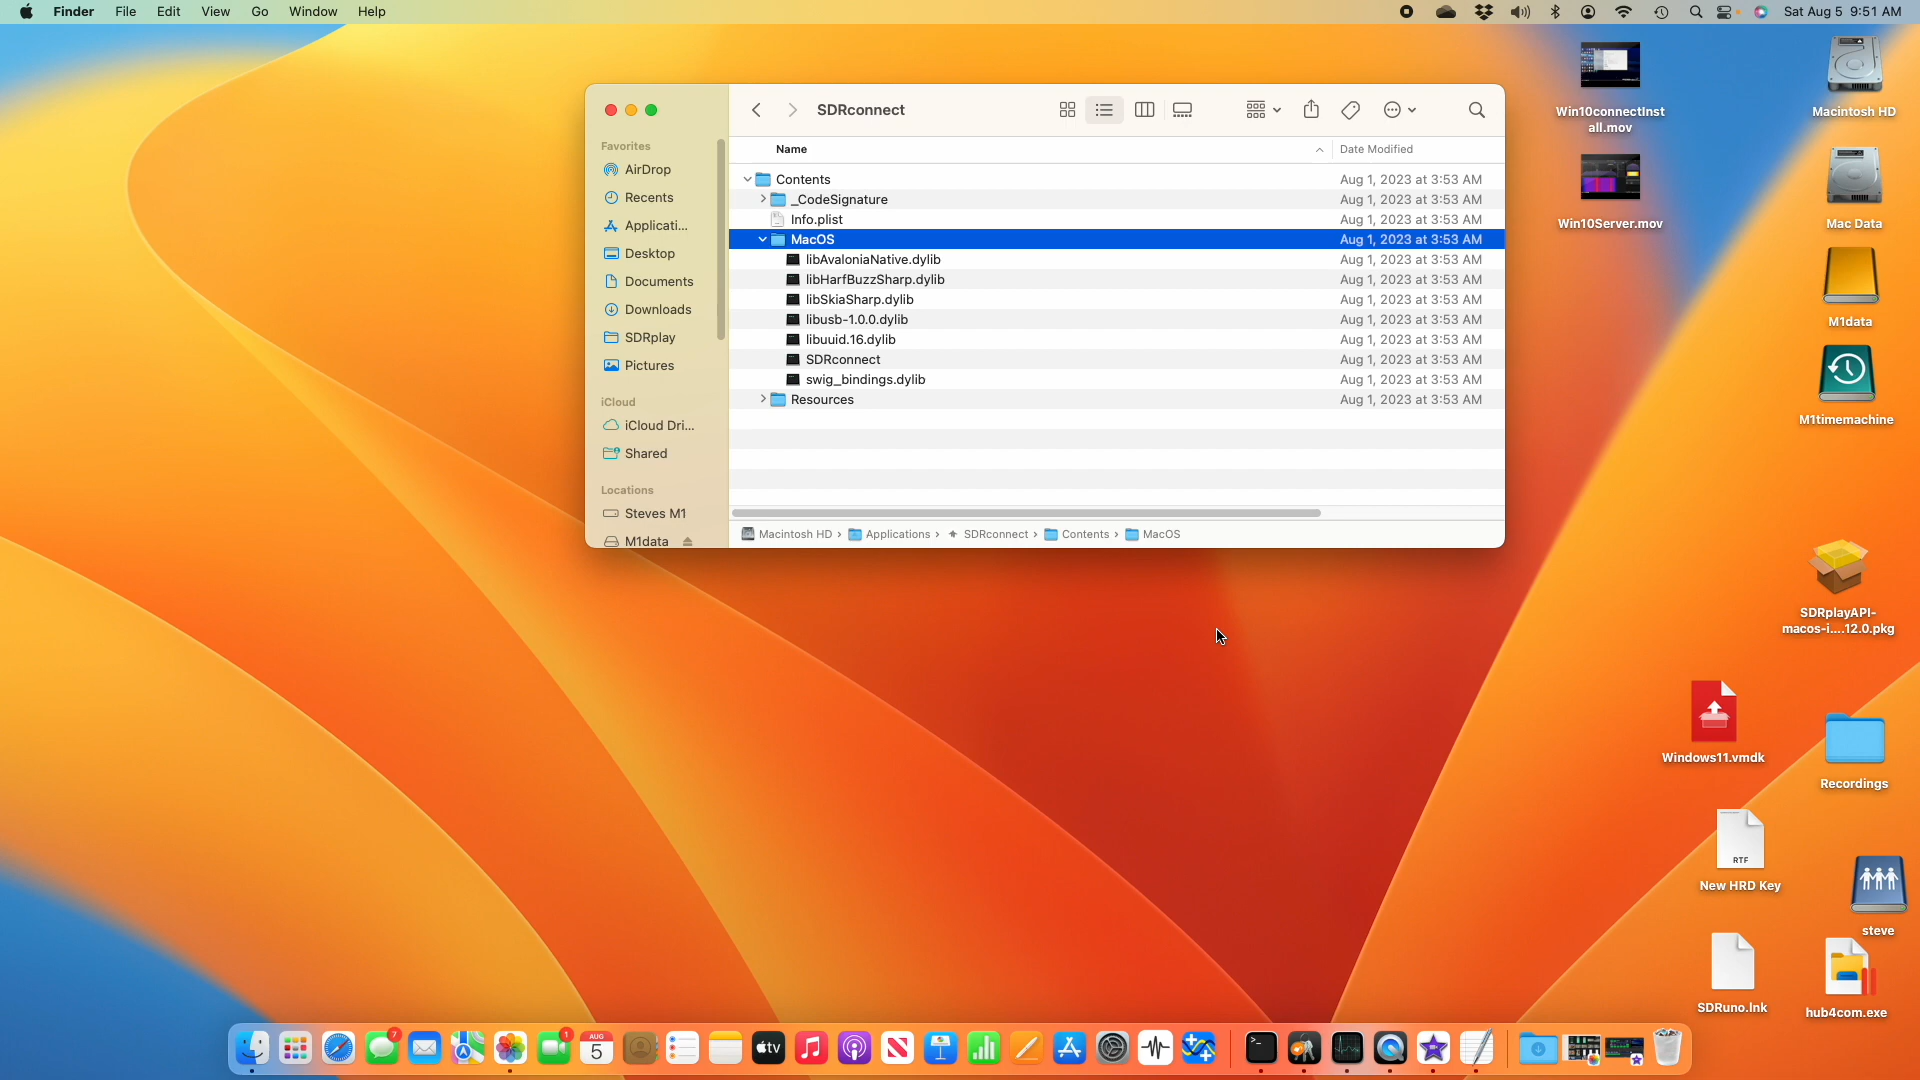 Finder File Edit View Go Window Help
Sat Aug 5 9:51 AM
SDRconnect
Favorites
AirDrop
Recents
Applicati...
Desktop
Documents
Downloads
SDRplay
Pictures
iCloud
iCloud Dri...
Shared
Locations
Steves M1
M1data
Name Date Modified
Contents Aug 1, 2023 at 3:53 AM
_CodeSignature Aug 1, 2023 at 3:53 AM
Info.plist Aug 1, 2023 at 3:53 AM
MacOS Aug 1, 2023 at 3:53 AM
libAvaloniaNative.dylib Aug 1, 2023 at 3:53 AM
libHarfBuzzSharp.dylib Aug 1, 2023 at 3:53 AM
libSkiaSharp.dylib Aug 1, 2023 at 3:53 AM
libusb-1.0.0.dylib Aug 1, 2023 at 3:53 AM
libuuid.16.dylib Aug 1, 2023 at 3:53 AM
SDRconnect Aug 1, 2023 at 3:53 AM
swig_bindings.dylib Aug 1, 2023 at 3:53 AM
Resources Aug 1, 2023 at 3:53 AM
Macintosh HD › Applications › SDRconnect › Contents › MacOS
Win10connectInst
all.mov
Macintosh HD
Win10Server.mov
Mac Data
M1data
M1timemachine
SDRplayAPI-
macos-i....12.0.pkg
Windows11.vmdk
Recordings
RTF
New HRD Key
steve
SDRuno.lnk
hub4com.exe
7
1
AUG
5
tv